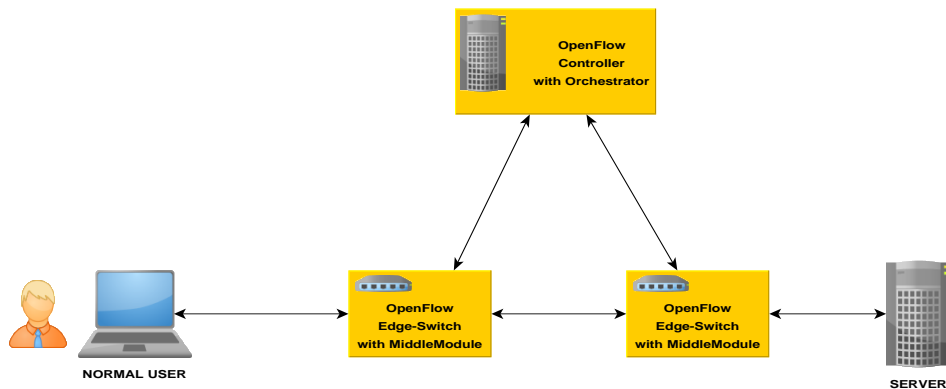 OpenFlow
Controller
with Orchestrator
OpenFlow
Edge-Switch
with MiddleModule
OpenFlow
Edge-Switch
with MiddleModule
NORMAL USER
SERVER